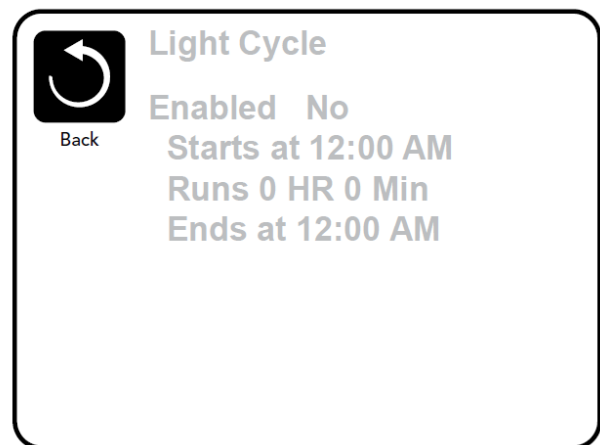 Light Cycle
Back
Enabled No
Starts at 12:00 AM
Runs 0 HR 0 Min
Ends at 12:00 AM